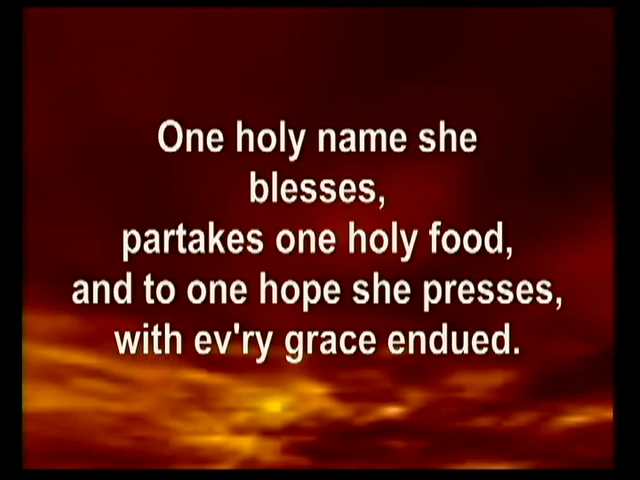 One holy name she
blesses,
partakes one holy food,
and to one hope she presses,
with ev'ry grace endued.